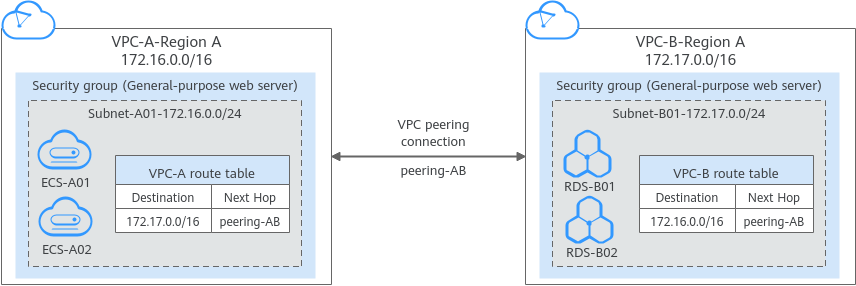 VPC-A-Region A
172.16.0.0/16
Security group (General-purpose web server)
Subnet-A01-172.16.0.0/24
ECS-A01
ECS-A02
VPC-A route table
Destination Next Hop
172.17.0.0/16 peering-AB
VPC peering
connection
peering-AB
VPC-B-Region A
172.17.0.0/16
Security group (General-purpose web server)
Subnet-B01-172.17.0.0/24
RDS-B01
RDS-B02
VPC-B route table
Destination Next Hop
172.16.0.0/16 peering-AB